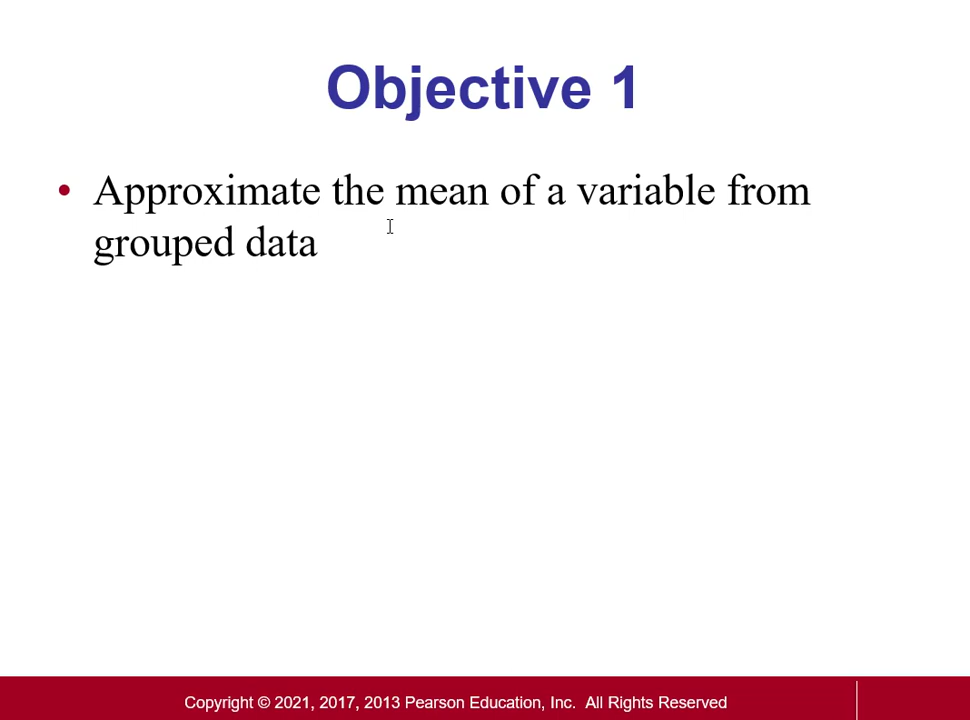 Objective 1
• Approximate the mean of a variable from
grouped data
Copyright © 2021, 2017, 2013 Pearson Education, Inc. All Rights Reserved